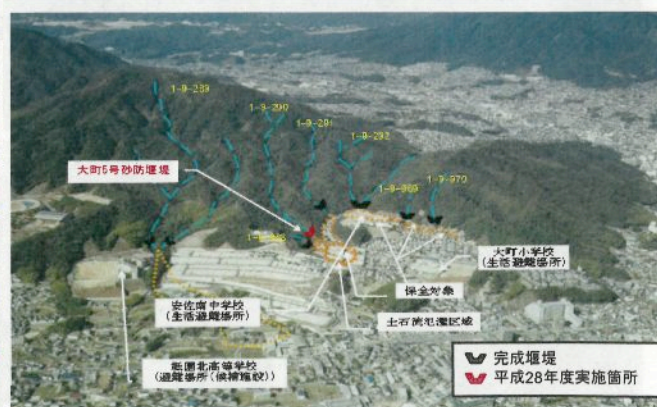 1-9-289
1-9-290
1-9-291
1-9-292
1-9-970
大町5号砂防堰堤
大町小学校
(生活避難場所)
保全対象
安佐南中学校
(生活避難場所)
土石流氾濫区域
祇園北高等学校
(避難場所(候補施設))
完成堰堤
平成28年度実施箇所